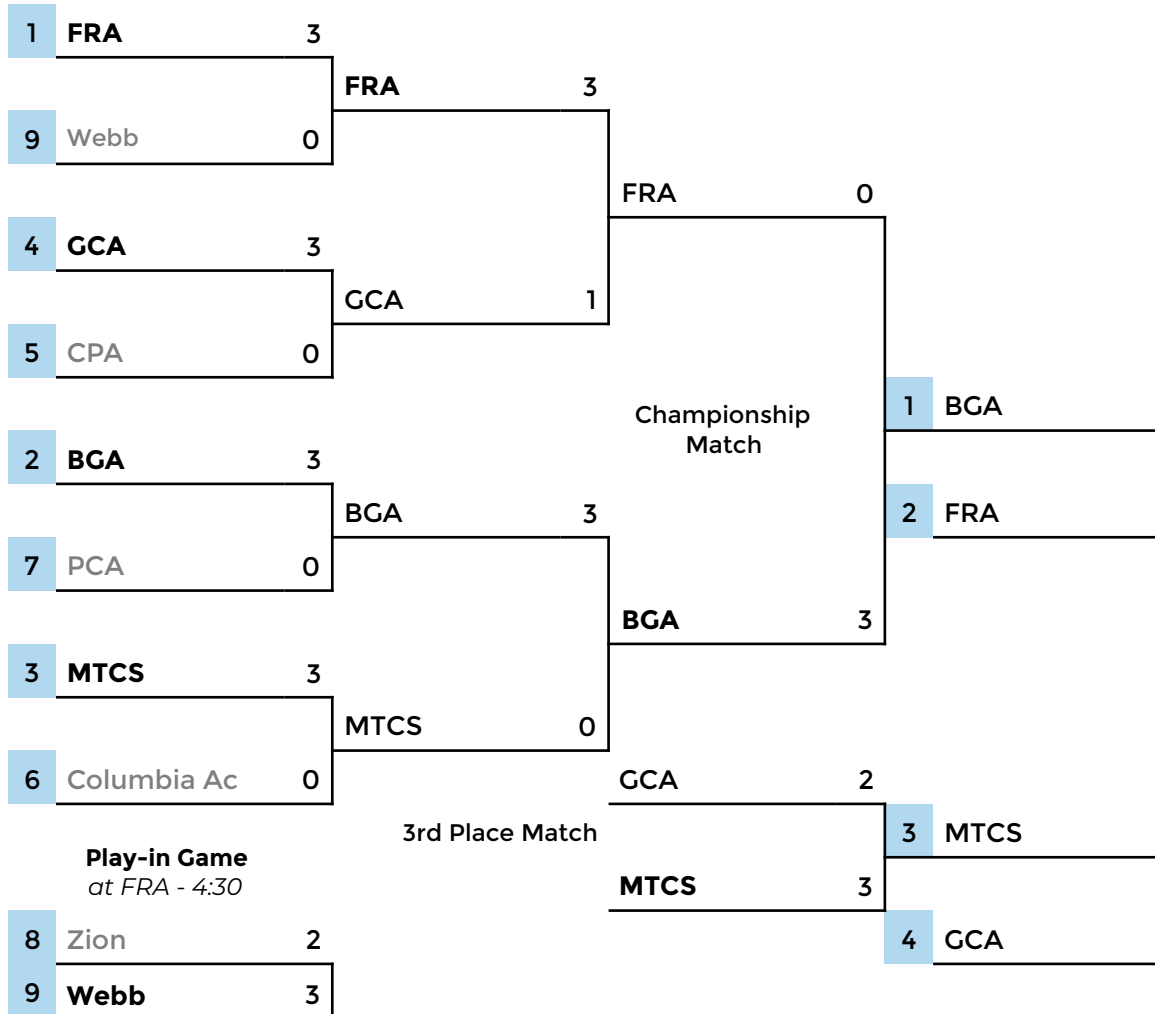 1 FRA 3
FRA 3
9 Webb 0
FRA 0
4 GCA 3
GCA 1
5 CPA 0
1 BGA
Championship
Match
2 BGA 3
BGA 3
2 FRA
7 PCA 0
BGA 3
3 MTCS 3
MTCS 0
6 Columbia Ac 0
GCA 2
3rd Place Match
3 MTCS
Play-in Game
at FRA - 4:30
MTCS 3
8 Zion 2
4 GCA
9 Webb 3